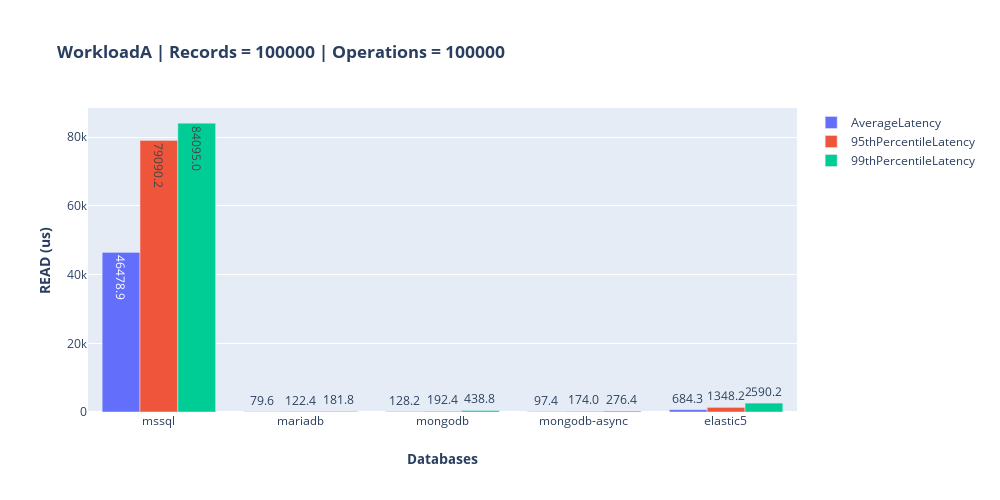 WorkloadA | Records = 100000 | Operations = 100000
AverageLatency
95thPercentileLatency
99thPercentileLatency
READ (us)
80k
60k
40k
20k
0
46478.9
79090.2
84095.0
79.6
122.4
181.8
128.2
192.4
438.8
97.4
174.0
276.4
684.3
1348.2
2590.2
mssql
mariadb
mongodb
mongodb-async
elastic5
Databases